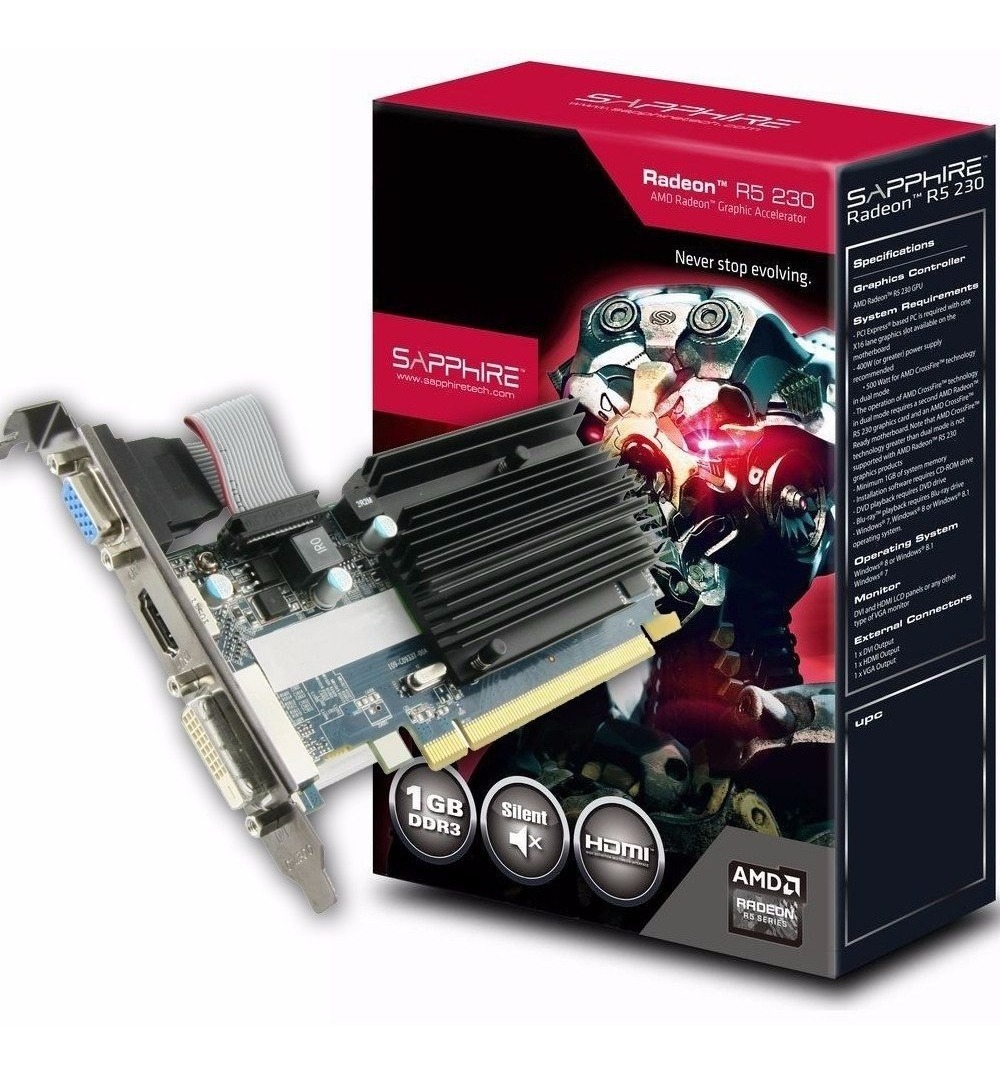 SAPPHIRE
www.sapphiretech.com
Radeon™ R5 230
AMD Radeon™ Graphic Accelerator
Never stop evolving.
SAPPHIRE™
www.sapphiretech.com
1GB
DDR3
Silent
HDMI
AMD
RADEON
R5 SERIES
SAPPHIRE™
Radeon™ R5 230
Specifications
Graphics Controller
AMD Radeon™ R5 230 GPU
System Requirements
- PCI Express® based PC is required with one
X16 lane graphics slot available on the
motherboard
- 400W (or greater) power supply
recommended
• 500 Watt for AMD CrossFire™ technology
in dual mode
- The operation of AMD CrossFire™ technology
in dual mode requires a second AMD Radeon™
R5 230 graphics card and an AMD CrossFire™
Ready motherboard. Note that AMD CrossFire™
technology greater than dual mode is not
supported with AMD Radeon™ R5 230
graphics products
- Minimum 1GB of system memory
- Installation software requires CD-ROM drive
- DVD playback requires DVD drive
- Blu-ray™ playback requires Blu-ray drive
- Windows® 7, Windows® 8 or Windows® 8.1
operating system.
Operating System
Windows® 8 or Windows® 8.1
Windows® 7
Monitor
DVI and HDMI LCD panels or any other
type of VGA monitor
External Connectors
1 x DVI Output
1 x HDMI Output
1 x VGA Output
upc
1R0
2R2M